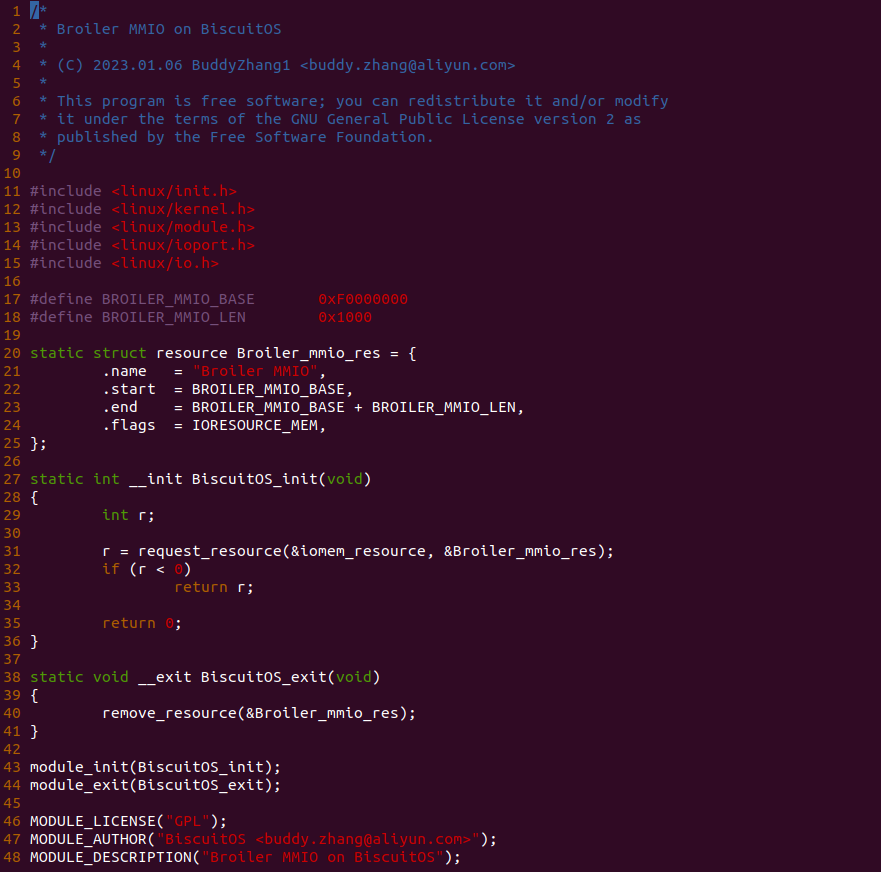 1 /*
2  * Broiler MMIO on BiscuitOS
3  *
4  * (C) 2023.01.06 BuddyZhang1 <buddy.zhang@aliyun.com>
5  *
6  * This program is free software; you can redistribute it and/or modify
7  * it under the terms of the GNU General Public License version 2 as
8  * published by the Free Software Foundation.
9  */
10
11 #include <linux/init.h>
12 #include <linux/kernel.h>
13 #include <linux/module.h>
14 #include <linux/ioport.h>
15 #include <linux/io.h>
16
17 #define BROILER_MMIO_BASE       0xF0000000
18 #define BROILER_MMIO_LEN        0x1000
19
20 static struct resource Broiler_mmio_res = {
21         .name   = "Broiler MMIO",
22         .start  = BROILER_MMIO_BASE,
23         .end    = BROILER_MMIO_BASE + BROILER_MMIO_LEN,
24         .flags  = IORESOURCE_MEM,
25 };
26
27 static int __init BiscuitOS_init(void)
28 {
29         int r;
30
31         r = request_resource(&iomem_resource, &Broiler_mmio_res);
32         if (r < 0)
33                 return r;
34
35         return 0;
36 }
37
38 static void __exit BiscuitOS_exit(void)
39 {
40         remove_resource(&Broiler_mmio_res);
41 }
42
43 module_init(BiscuitOS_init);
44 module_exit(BiscuitOS_exit);
45
46 MODULE_LICENSE("GPL");
47 MODULE_AUTHOR("BiscuitOS <buddy.zhang@aliyun.com>");
48 MODULE_DESCRIPTION("Broiler MMIO on BiscuitOS");